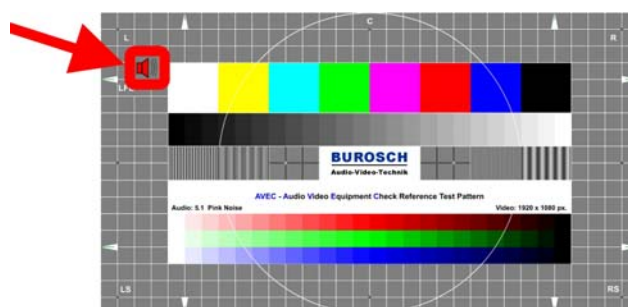 C
L
R
LFE
BUROSCH
Audio-Video-Technik
AVEC - Audio Video Equipment Check Reference Test Pattern
Audio: 5.1 Pink Noise
Video: 1920 x 1080 px.
LS
RS